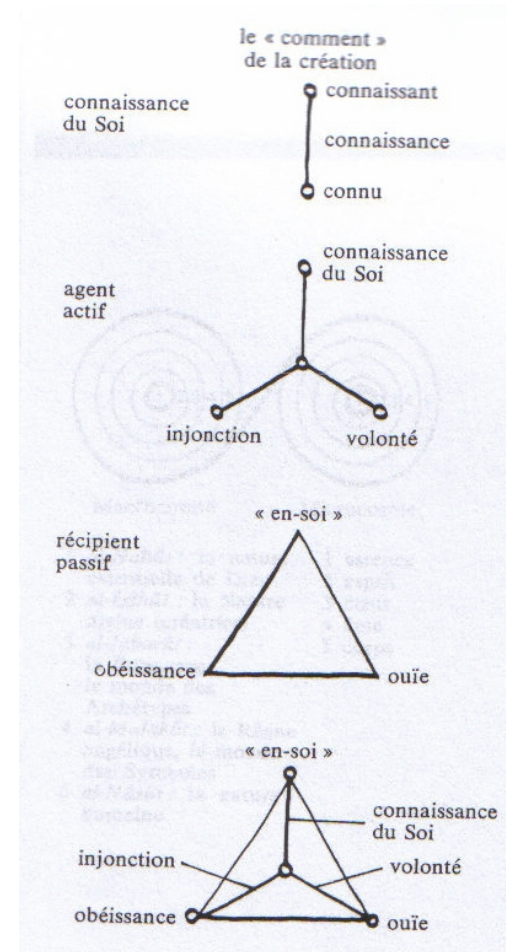 le « comment »
de la création
connaissant
connaissance
du Soi
connaissance
connu
connaissance
du Soi
agent
actif
injonction
volonté
« en-soi »
récipient
passif
obéissance
ouïe
« en-soi »
connaissance
du Soi
injonction
volonté
obéissance
ouïe